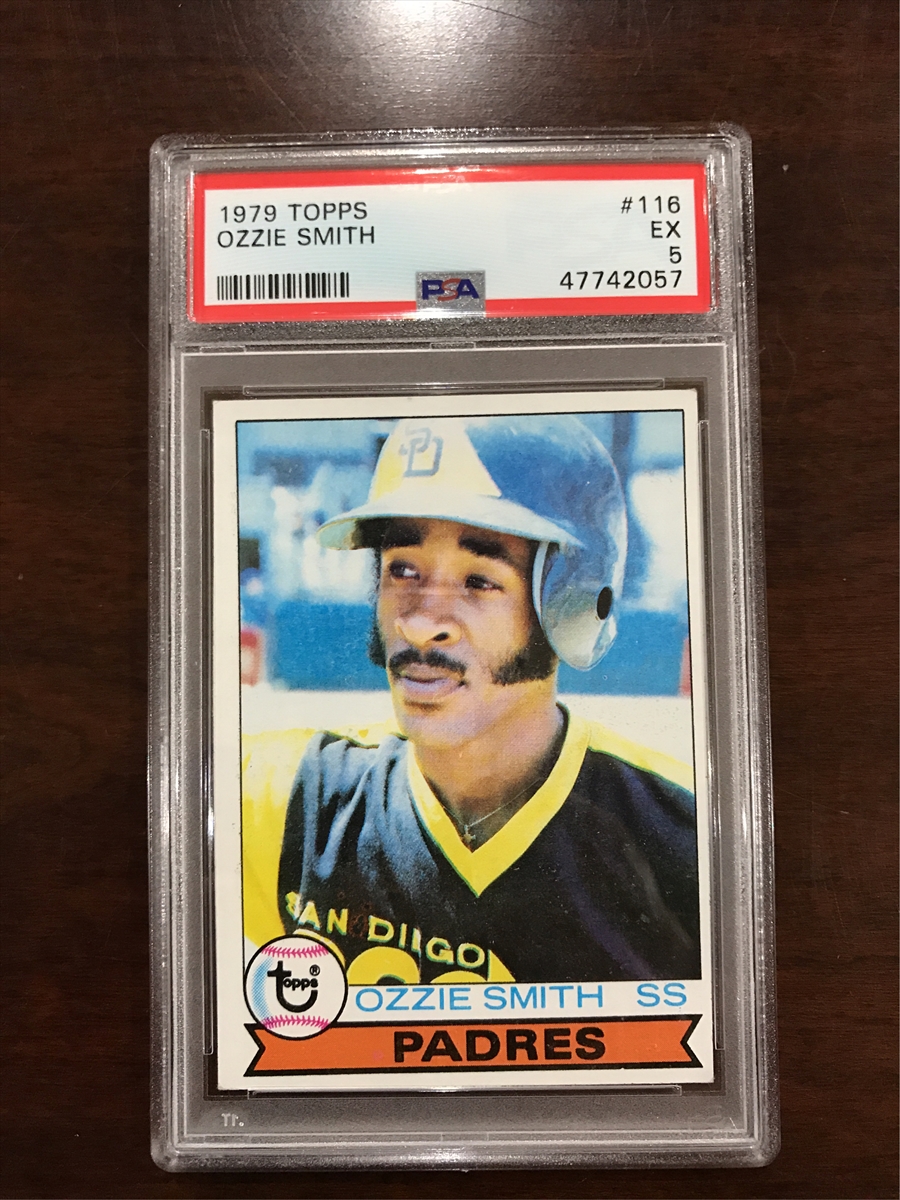 1979 TOPPS #116
OZZIE SMITH EX
5
PSA 47742057
SAN DIEGO
topps®
OZZIE SMITH SS
PADRES